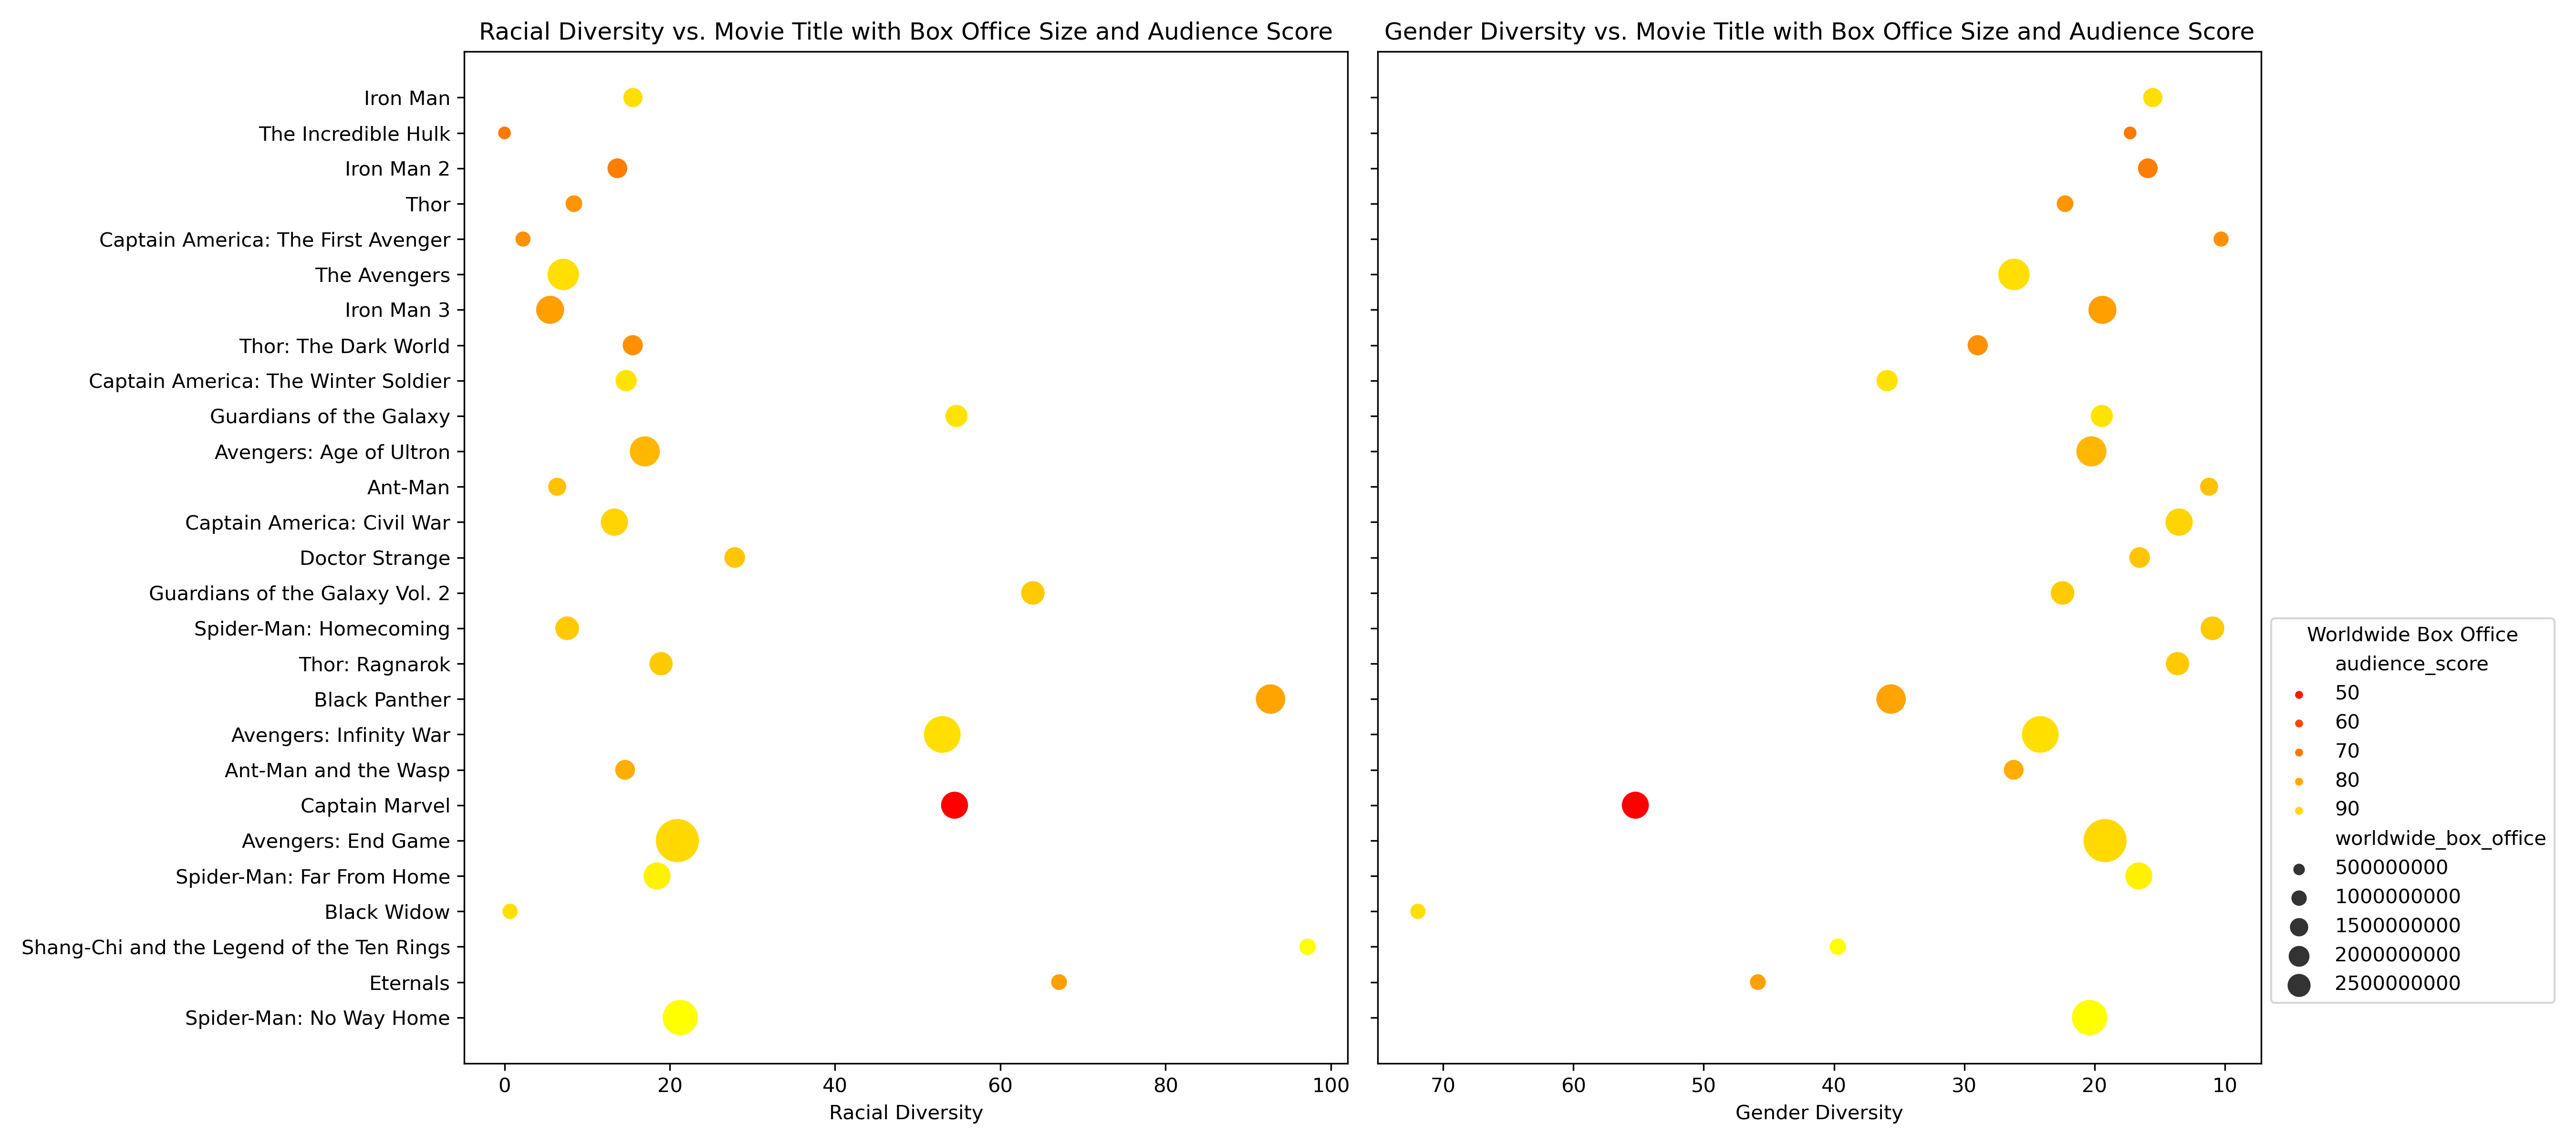 Racial Diversity vs. Movie Title with Box Office Size and Audience Score
Iron Man
The Incredible Hulk
Iron Man 2
Thor
Captain America: The First Avenger
The Avengers
Iron Man 3
Thor: The Dark World
Captain America: The Winter Soldier
Guardians of the Galaxy
Avengers: Age of Ultron
Ant-Man
Captain America: Civil War
Doctor Strange
Guardians of the Galaxy Vol. 2
Spider-Man: Homecoming
Thor: Ragnarok
Black Panther
Avengers: Infinity War
Ant-Man and the Wasp
Captain Marvel
Avengers: End Game
Spider-Man: Far From Home
Black Widow
Shang-Chi and the Legend of the Ten Rings
Eternals
Spider-Man: No Way Home
0 20 40 60 80 100
Racial Diversity
Gender Diversity vs. Movie Title with Box Office Size and Audience Score
70 60 50 40 30 20 10
Gender Diversity
Worldwide Box Office
audience_score
50
60
70
80
90
worldwide_box_office
500000000
1000000000
1500000000
2000000000
2500000000